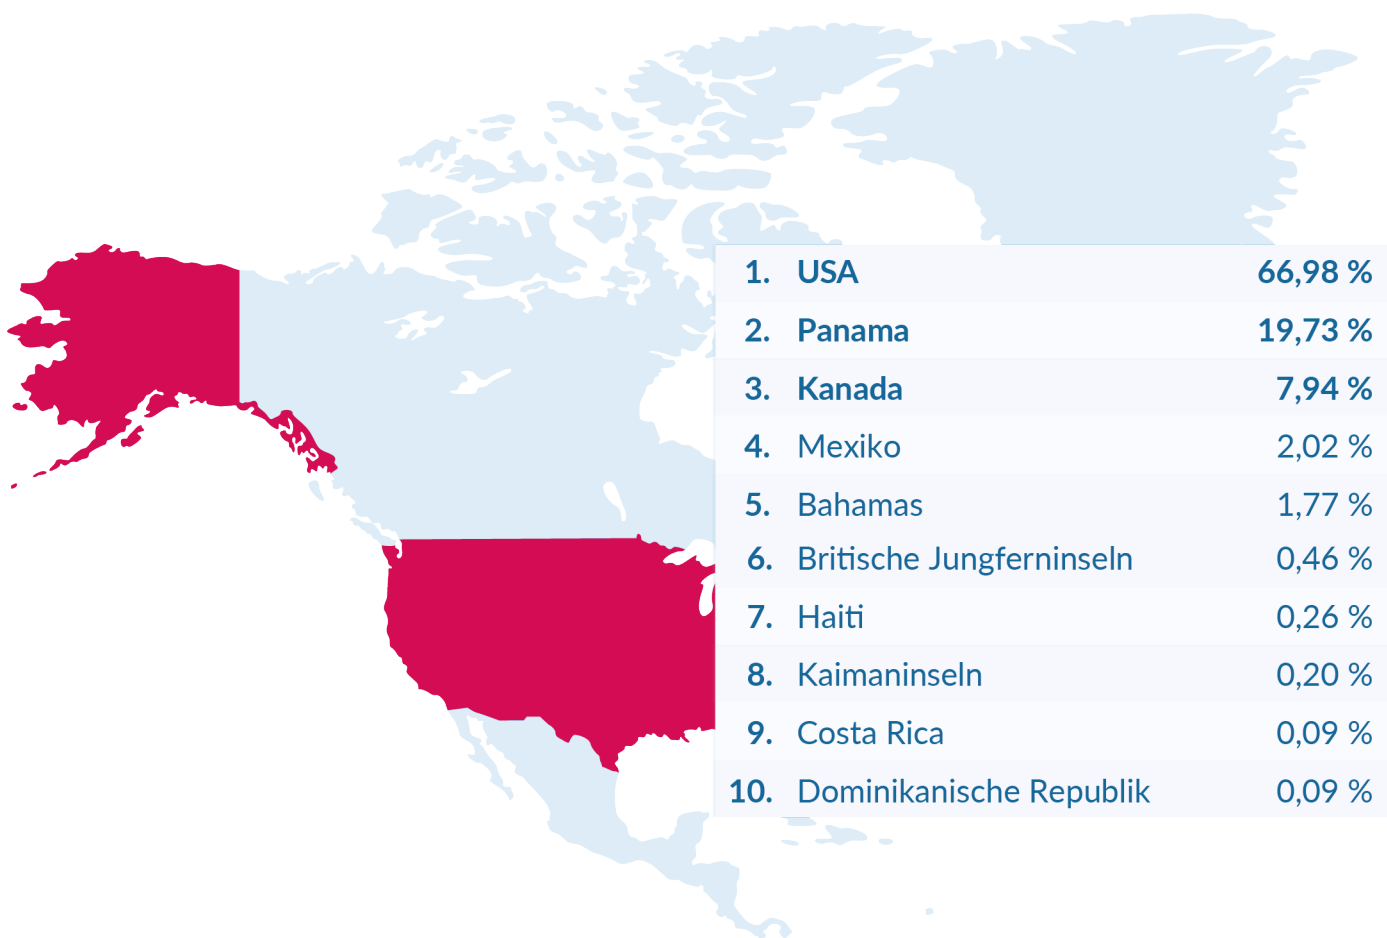 1. USA 66,98 %
2. Panama 19,73 %
3. Kanada 7,94 %
4. Mexiko 2,02 %
5. Bahamas 1,77 %
6. Britische Jungferninseln 0,46 %
7. Haiti 0,26 %
8. Kaimaninseln 0,20 %
9. Costa Rica 0,09 %
10. Dominikanische Republik 0,09 %